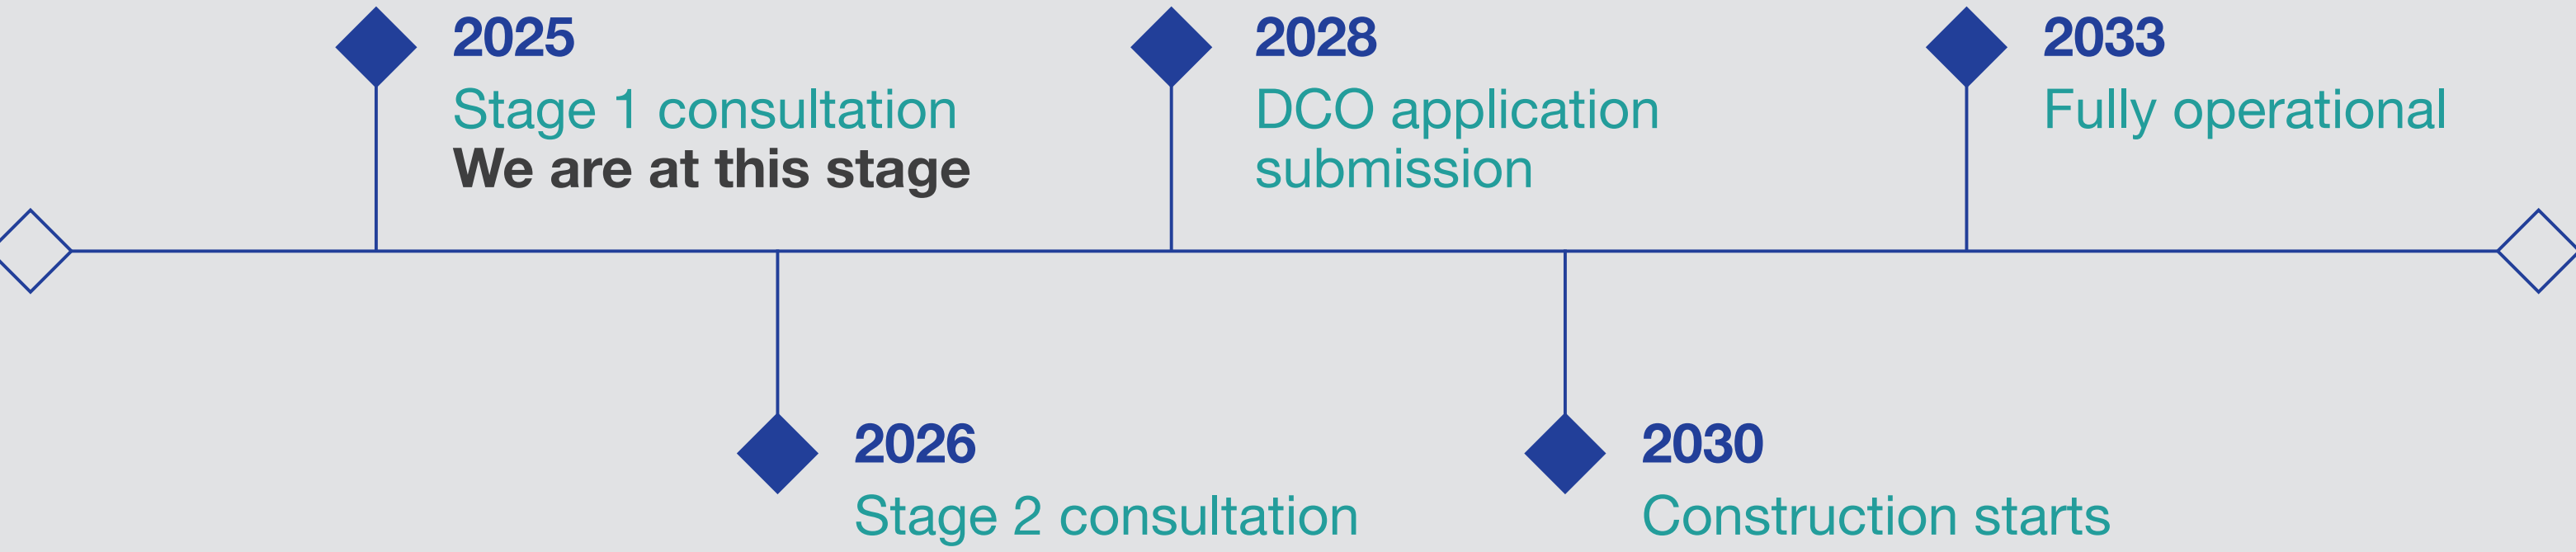 2025
Stage 1 consultation
We are at this stage
2026
Stage 2 consultation
2028
DCO application
submission
2030
Construction starts
2033
Fully operational